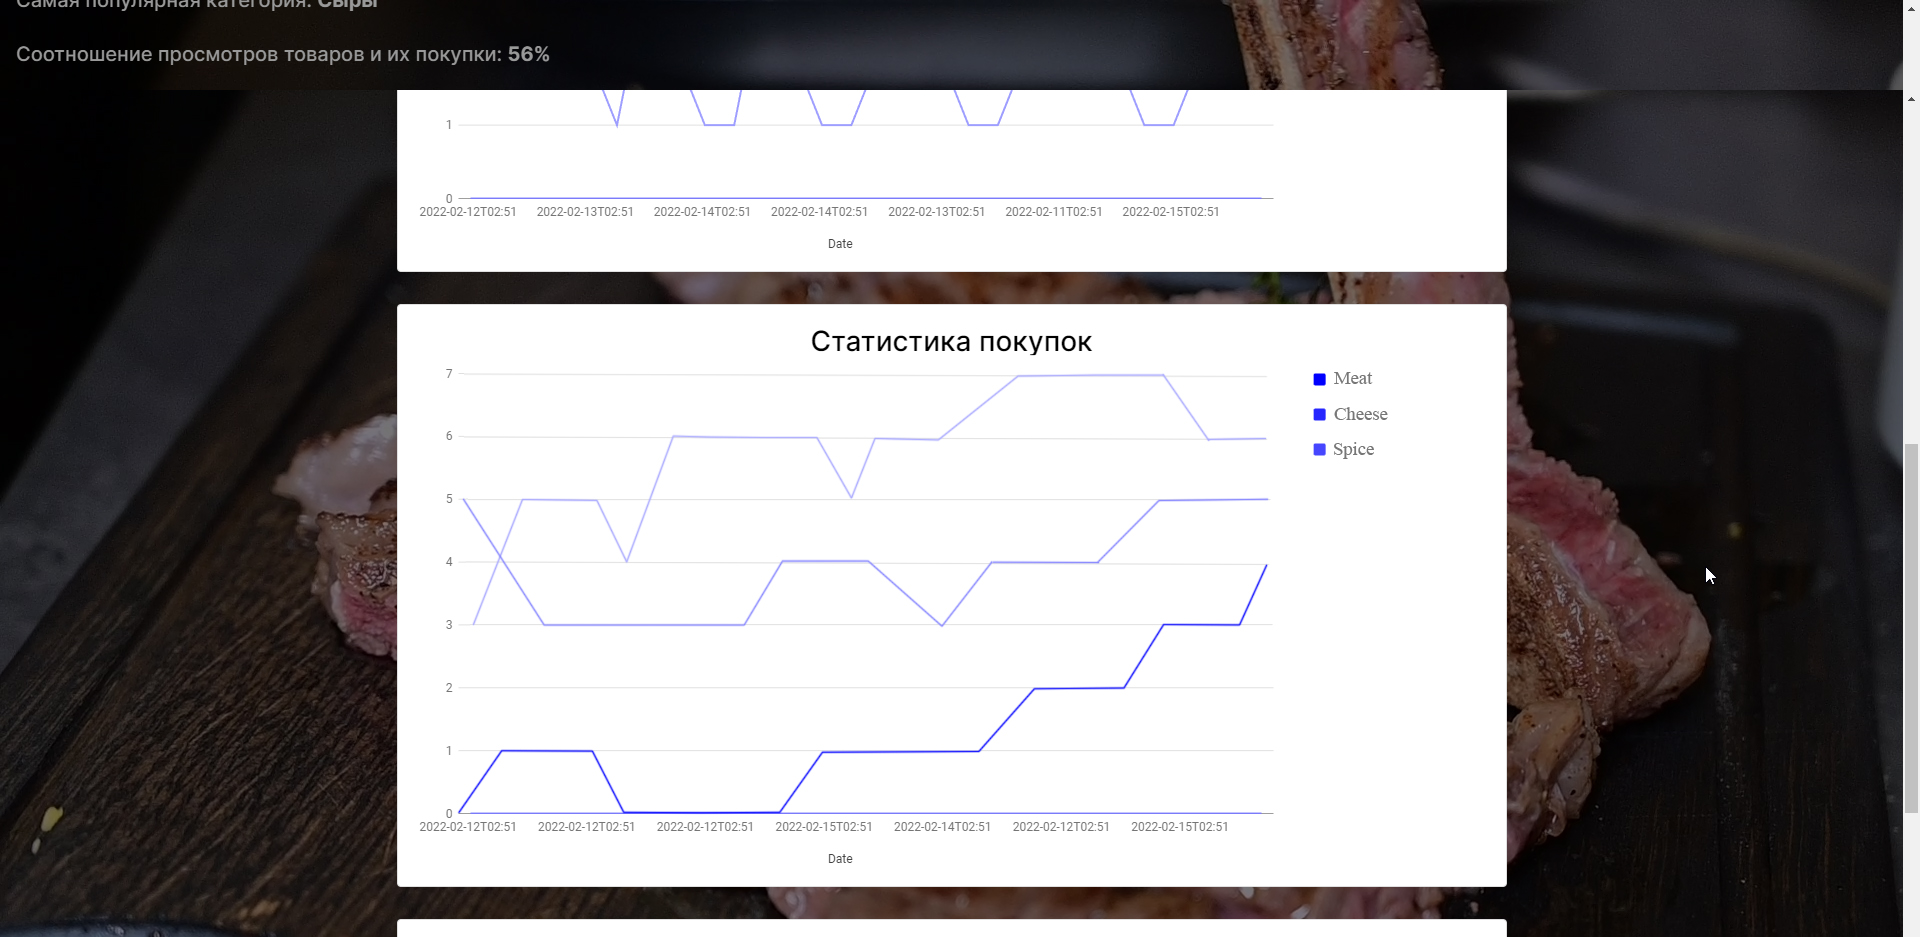 Самая популярная категория: Сыры
Соотношение просмотров товаров и их покупки: 56%
1
0
2022-02-12T02:51 2022-02-13T02:51 2022-02-14T02:51 2022-02-14T02:51 2022-02-13T02:51 2022-02-11T02:51 2022-02-15T02:51
Date
Статистика покупок
7
6
5
4
3
2
1
0
Meat
Cheese
Spice
2022-02-12T02:51 2022-02-12T02:51 2022-02-12T02:51 2022-02-15T02:51 2022-02-14T02:51 2022-02-12T02:51 2022-02-15T02:51
Date